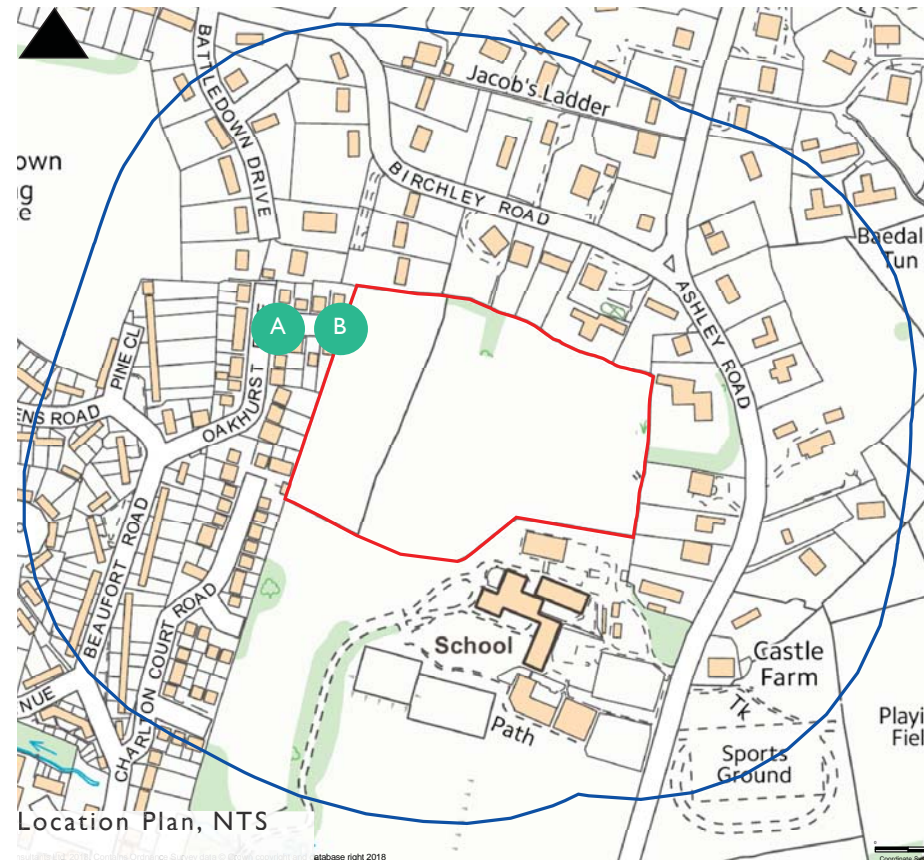 BATTLEDOWN DRIVE
Jacob's Ladder
BIRCHLEY ROAD
own
g
e
Baedal
Tun
ASHLEY ROAD
A
B
PINE CL
ENS ROAD
OAKHURST
E
BEAUFORT ROAD
CHARLTON COURT ROAD
NUE
School
Path
Castle
Farm
Tk
Playi
Fiel
Sports
Ground
Location Plan, NTS
atabase right 2018